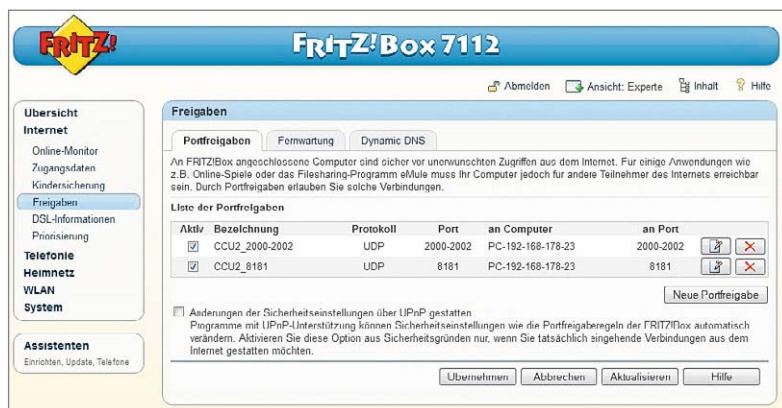 FRITZ!
FRITZ!Box 7112
Abmelden Ansicht: Experte Inhalt Hilfe
Übersicht
Internet
Online-Monitor
Zugangsdaten
Kindersicherung
Freigaben
DSL-Informationen
Priorisierung
Telefonie
Heimnetz
WLAN
System
Assistenten
Einrichten, Update, Telefone
Freigaben
Portfreigaben Fernwartung Dynamic DNS
An FRITZ!Box angeschlossene Computer sind sicher vor unerwünschten Zugriffen aus dem Internet. Für einige Anwendungen wie
z.B. Online-Spiele oder das Filesharing-Programm eMule muss Ihr Computer jedoch für andere Teilnehmer des Internets erreichbar
sein. Durch Portfreigaben erlauben Sie solche Verbindungen.
Liste der Portfreigaben
Aktiv Bezeichnung Protokoll Port an Computer an Port
CCU2_2000-2002 UDP 2000-2002 PC-192-168-178-23 2000-2002
CCU2_8181 UDP 8181 PC-192-168-178-23 8181
Neue Portfreigabe
Änderungen der Sicherheitseinstellungen über UPnP gestatten
Programme mit UPnP-Unterstützung können Sicherheitseinstellungen wie die Portfreigaberegeln der FRITZ!Box automatisch
verändern. Aktivieren Sie diese Option aus Sicherheitsgründen nur, wenn Sie tatsächlich eingehende Verbindungen aus dem
Internet gestatten möchten.
Übernehmen Abbrechen Aktualisieren Hilfe